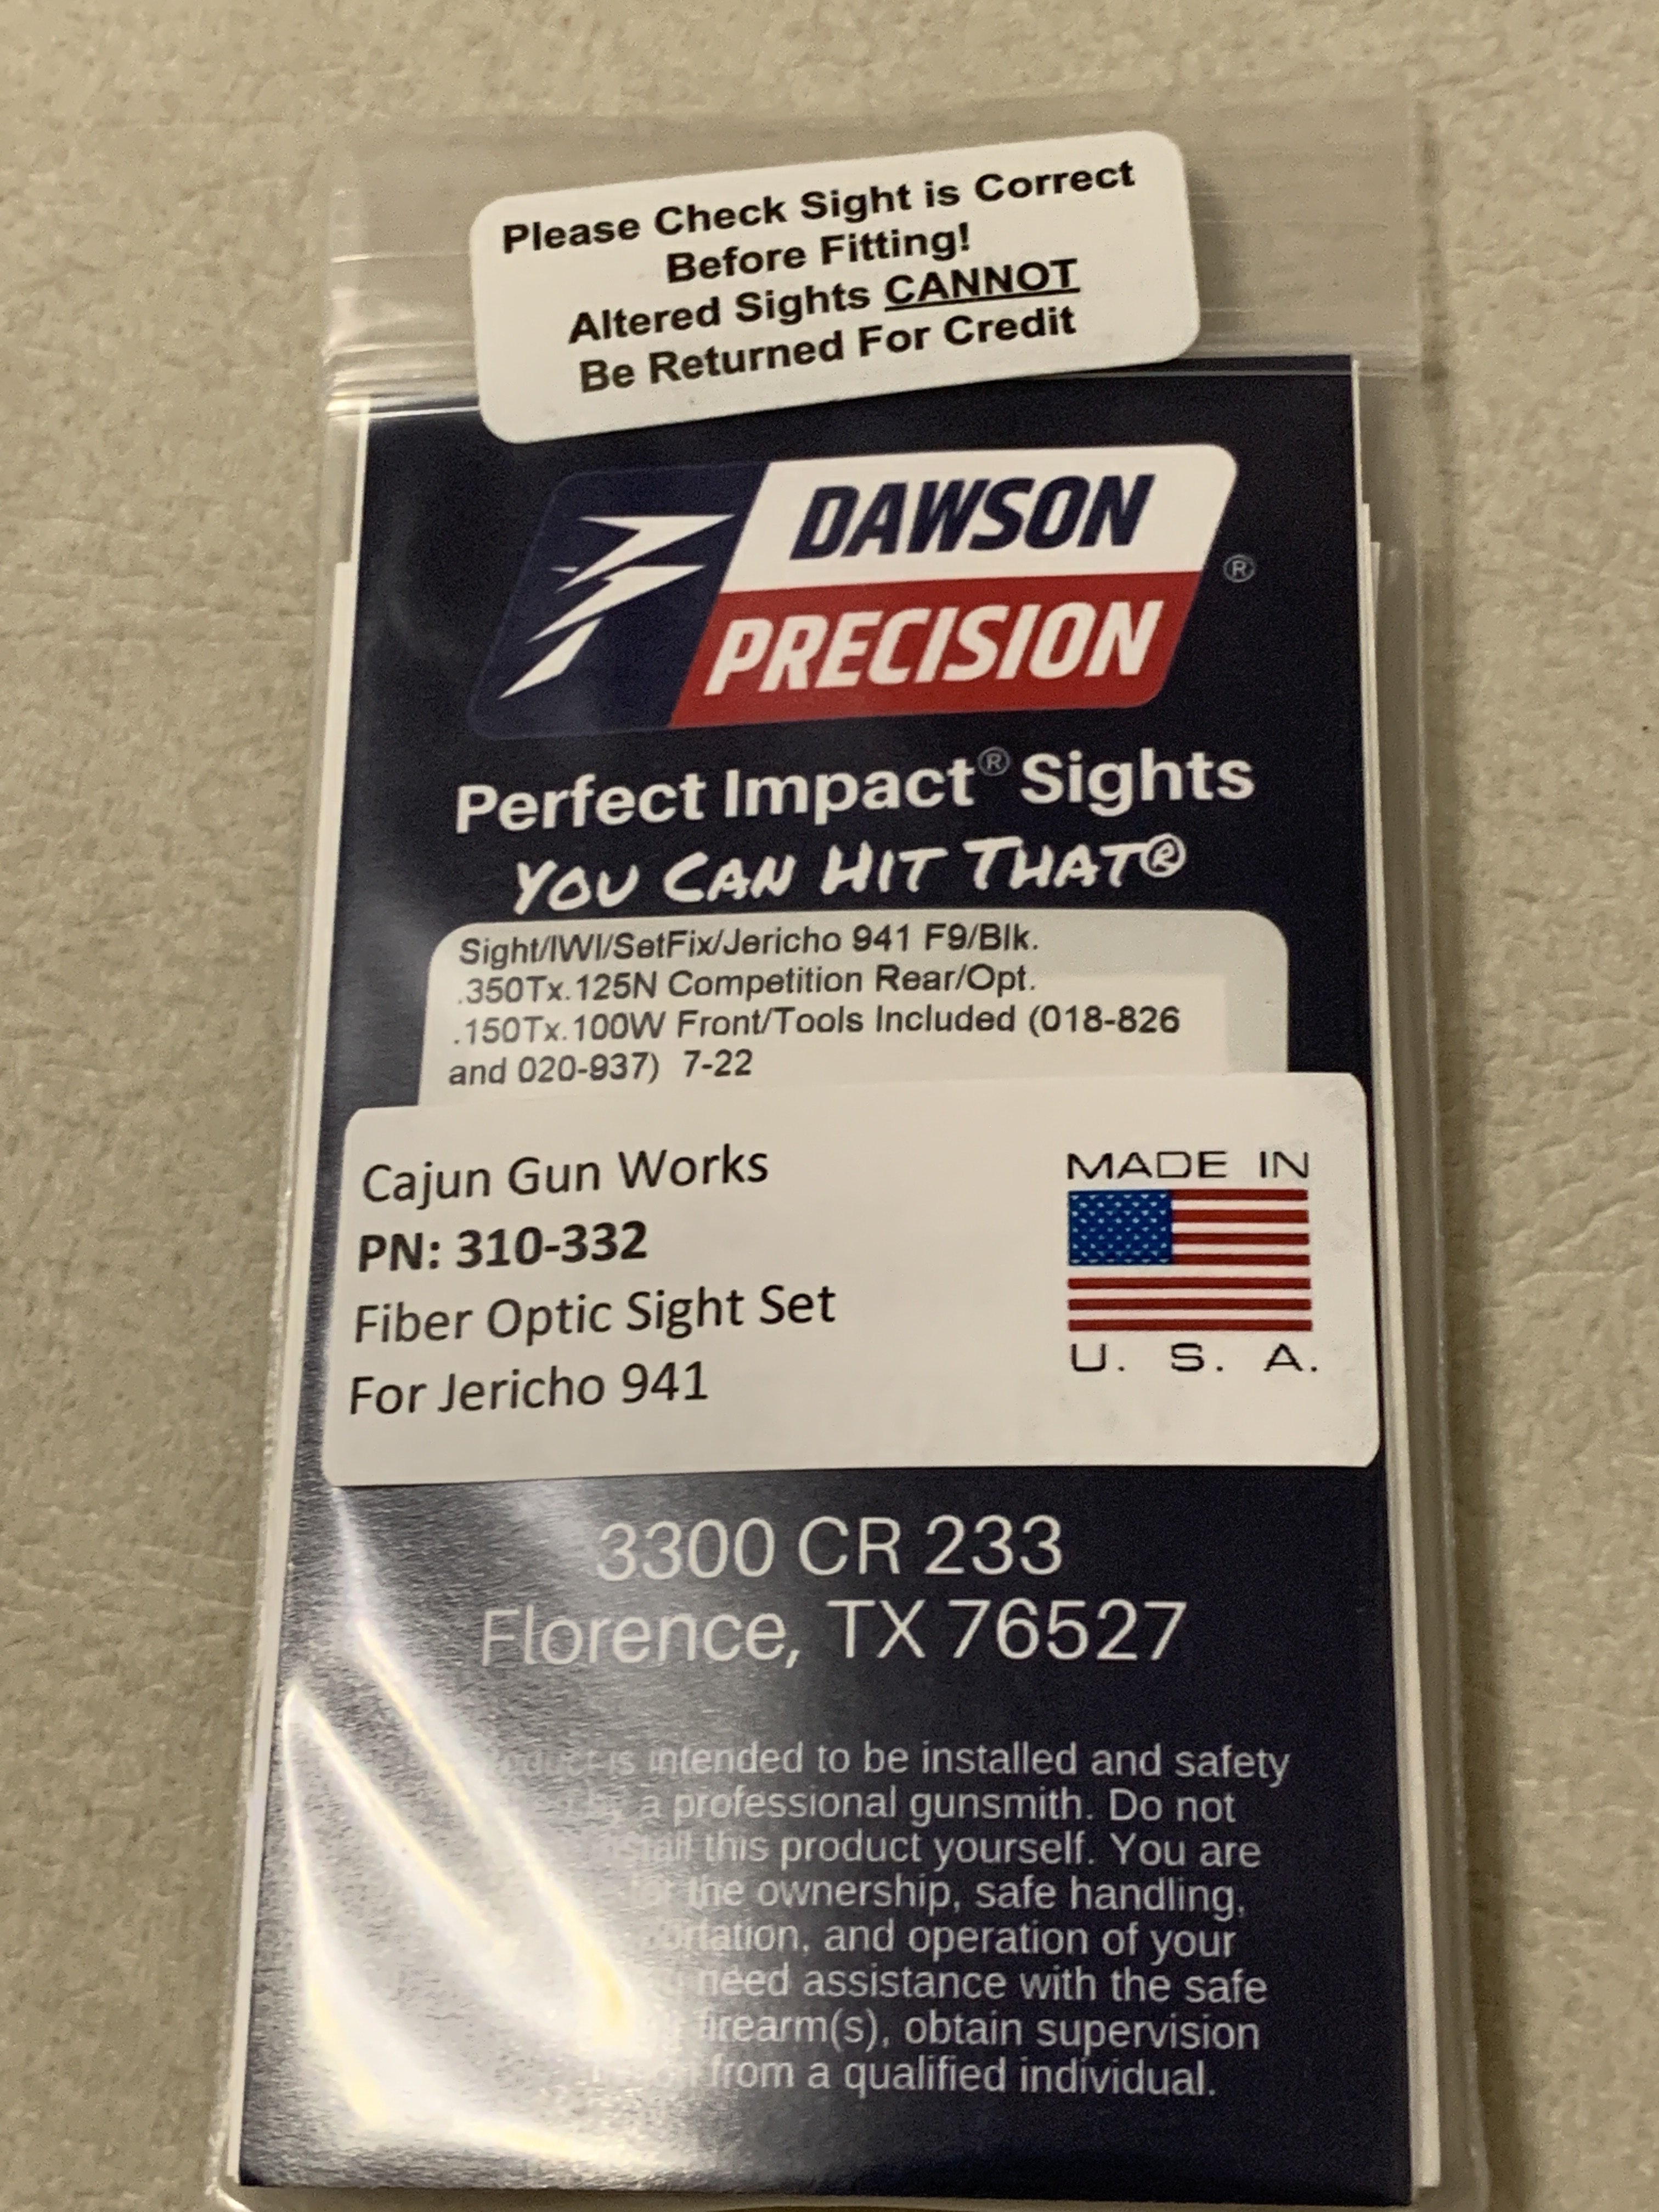 Please Check Sight is Correct
Before Fitting!
Altered Sights CANNOT
Be Returned For Credit
DAWSON
PRECISION
®
Perfect Impact® Sights
YOU CAN HIT THAT®
Sight/IWI/SetFix/Jericho 941 F9/Blk.
.350Tx.125N Competition Rear/Opt.
.150Tx.100W Front/Tools Included (018-826
and 020-937) 7-22
Cajun Gun Works
PN: 310-332
Fiber Optic Sight Set
For Jericho 941
MADE IN
U. S. A.
3300 CR 233
Florence, TX 76527
is intended to be installed and safety
by a professional gunsmith. Do not
this product yourself. You are
the ownership, safe handling,
and operation of your
need assistance with the safe
firearm(s), obtain supervision
from a qualified individual.